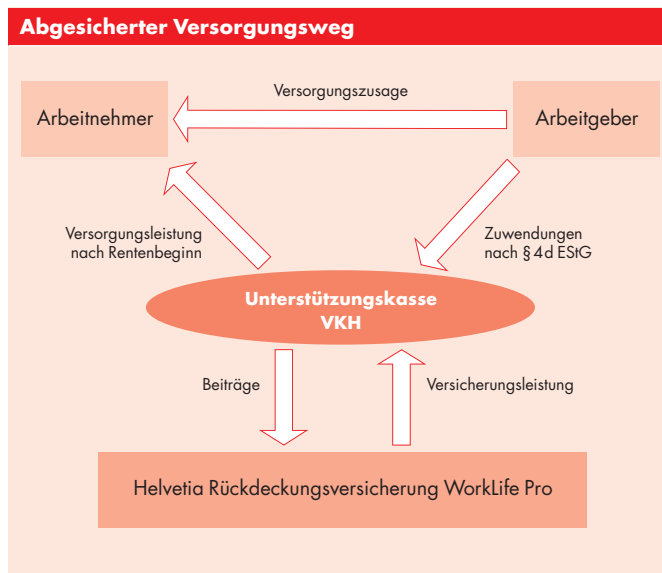 Abgesicherter Versorgungsweg
Versorgungszusage
Arbeitnehmer
Arbeitgeber
Versorgungsleistung
nach Rentenbeginn
Zuwendungen
nach § 4d EStG
Unterstützungskasse
VKH
Beiträge
Versicherungsleistung
Helvetia Rückdeckungsversicherung WorkLife Pro